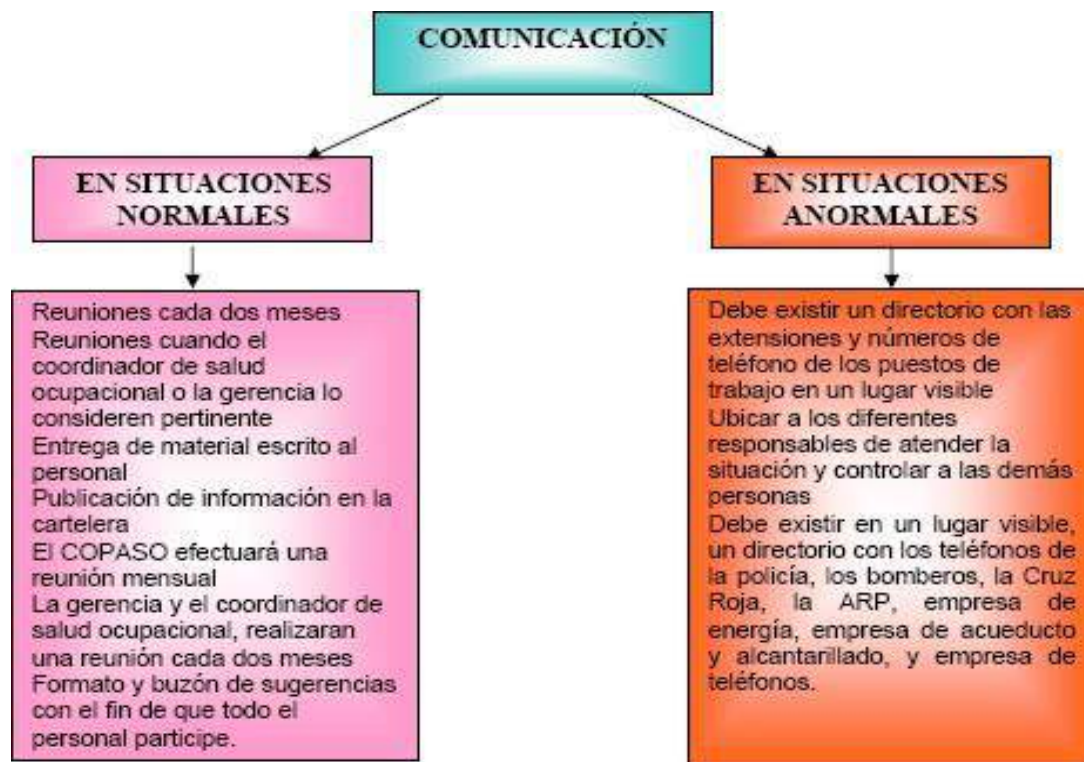 COMUNICACIÓN
EN SITUACIONES
NORMALES
Reuniones cada dos meses
Reuniones cuando el
coordinador de salud
ocupacional o la gerencia lo
consideren pertinente
Entrega de material escrito al
personal
Publicación de información en la
cartelera
El COPASO efectuará una
reunión mensual
La gerencia y el coordinador de
salud ocupacional, realizaran
una reunión cada dos meses
Formato y buzón de sugerencias
con el fin de que todo el
personal participe.
EN SITUACIONES
ANORMALES
Debe existir un directorio con las
extensiones y números de
teléfono de los puestos de
trabajo en un lugar visible
Ubicar a los diferentes
responsables de atender la
situación y controlar a las demás
personas
Debe existir en un lugar visible,
un directorio con los teléfonos de
la policía, los bomberos, la Cruz
Roja, la ARP, empresa de
energía, empresa de acueducto
y alcantarillado, y empresa de
teléfonos.